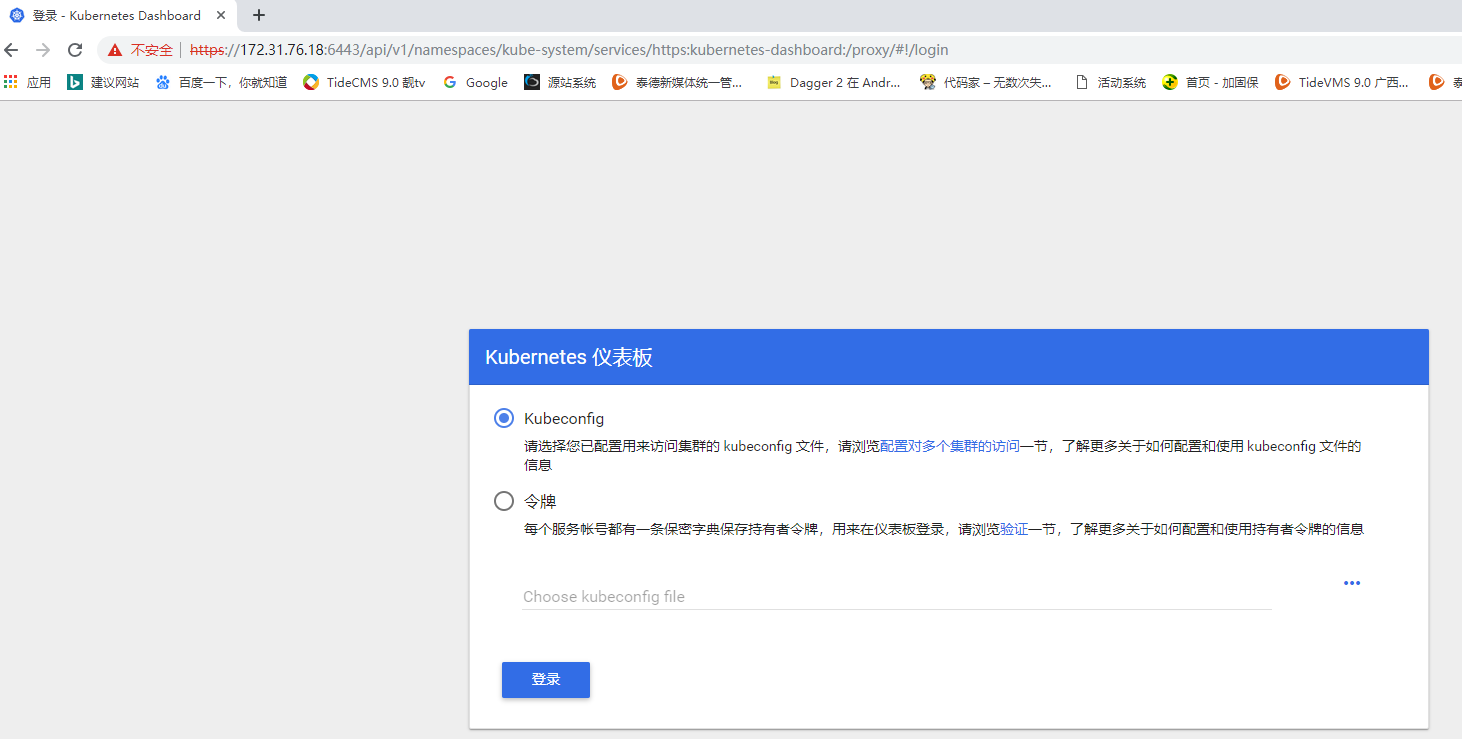 登录 - Kubernetes Dashboard
不安全 | https://172.31.76.18:6443/api/v1/namespaces/kube-system/services/https:kubernetes-dashboard:/proxy/#!/login
应用 建议网站 百度一下，你就知道 TideCMS 9.0 靓tv Google 源站系统 泰德新媒体统一管... Dagger 2 在 Andr... 代码家 – 无数次失... 活动系统 首页 - 加固保 TideVMS 9.0 广西...
Kubernetes 仪表板
Kubeconfig
请选择您已配置用来访问集群的 kubeconfig 文件，请浏览配置对多个集群的访问一节，了解更多关于如何配置和使用 kubeconfig 文件的
信息
令牌
每个服务帐号都有一条保密字典保存持有者令牌，用来在仪表板登录，请浏览验证一节，了解更多关于如何配置和使用持有者令牌的信息
Choose kubeconfig file
登录